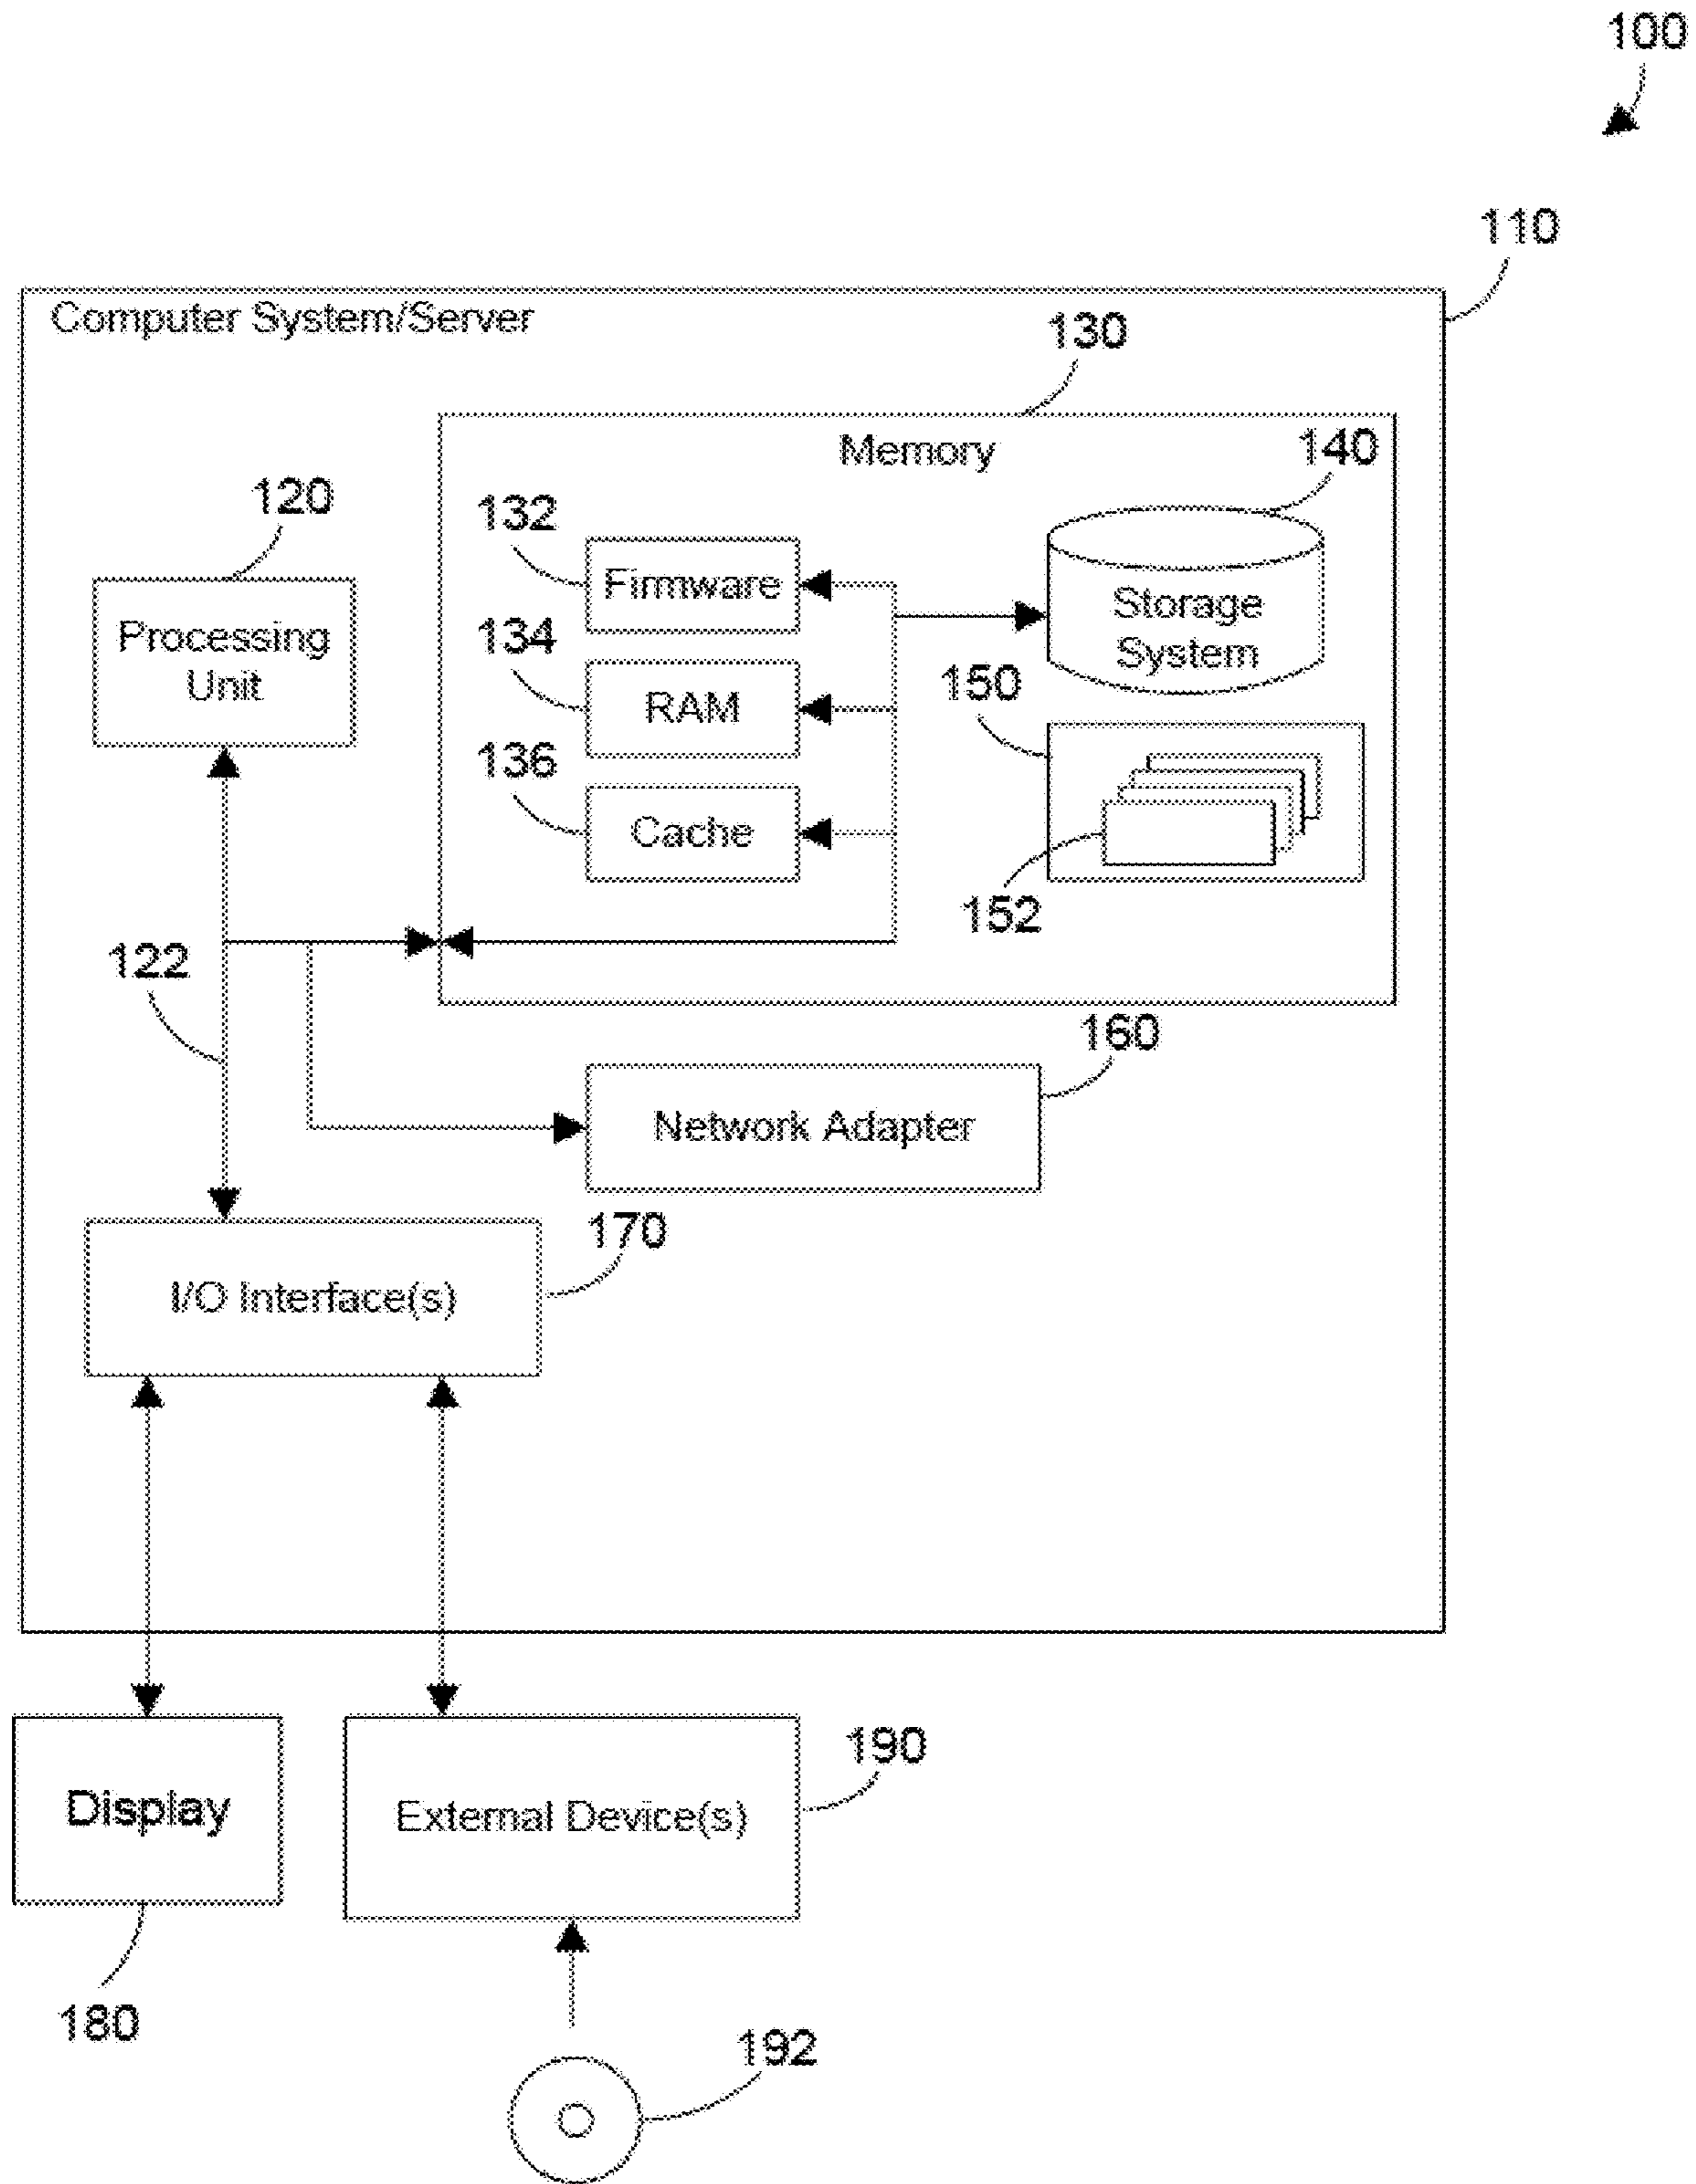 100
110
Computer System/Server
130
Memory
140
120
132
Firmware
Processing
Unit
Storage
System
134
RAM
150
136
Cache
152
122
160
Network Adapter
170
I/O Interface(s)
190
Display
External Device(s)
180
192